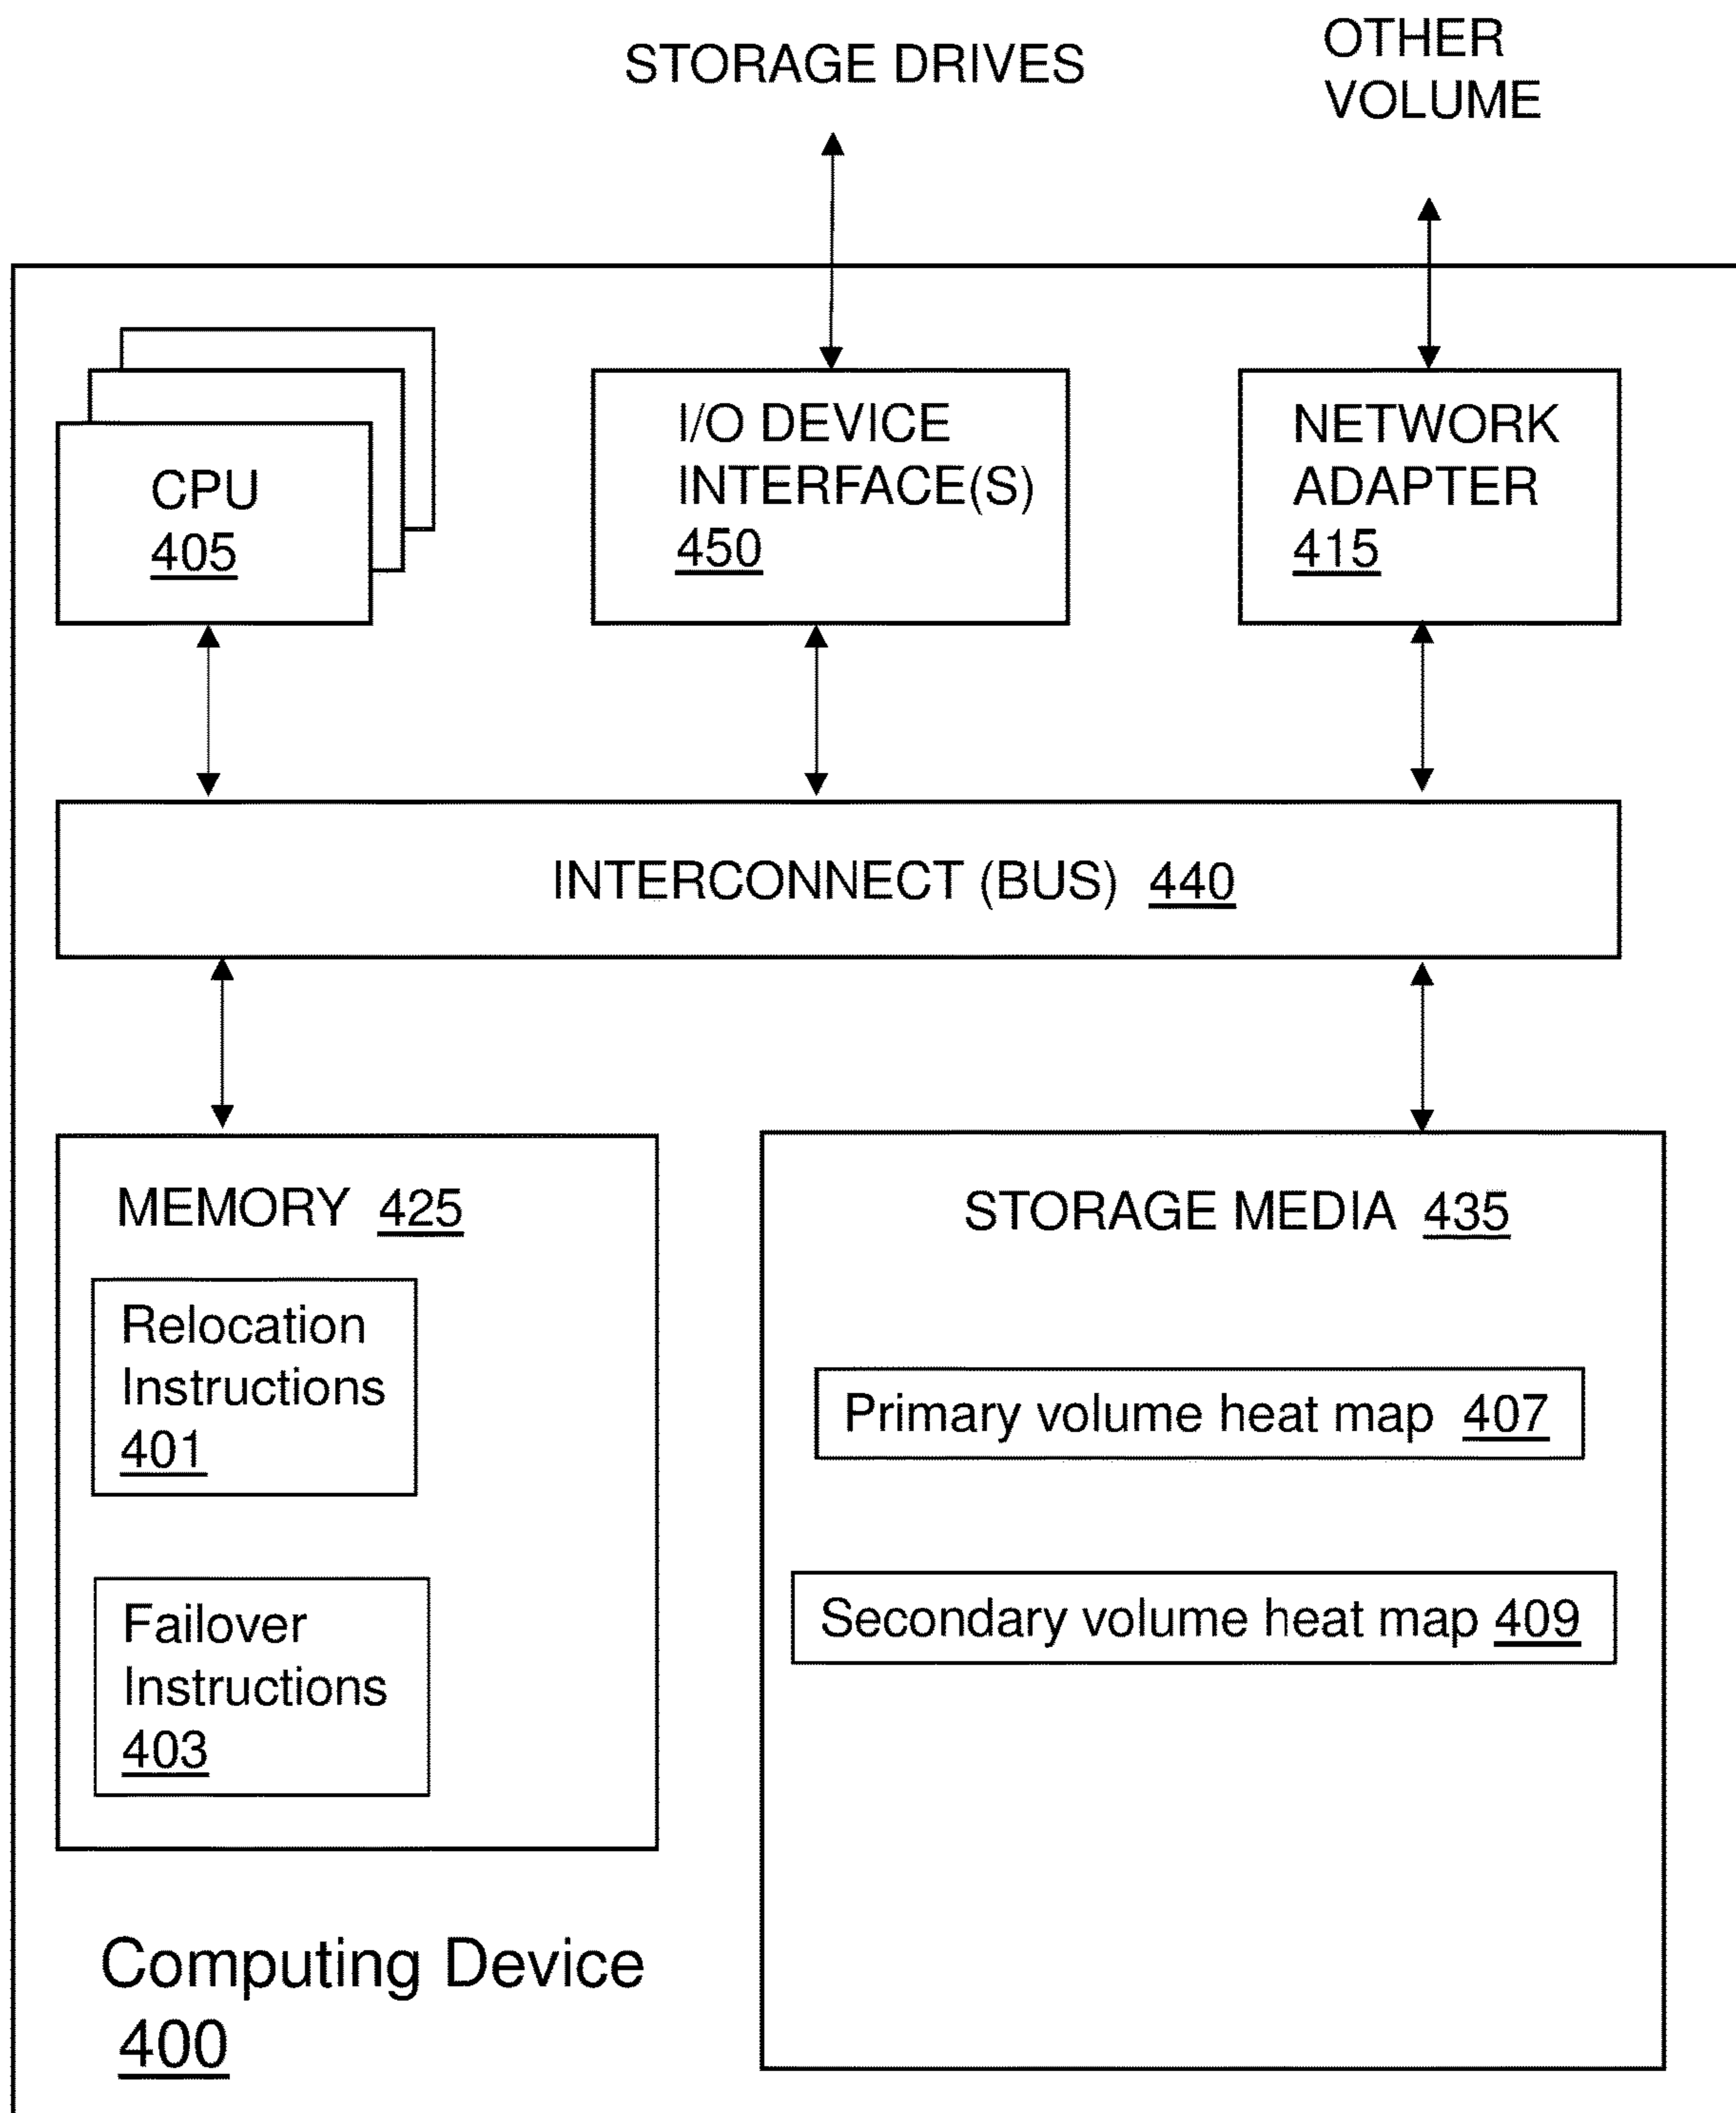 STORAGE DRIVES
OTHER
VOLUME
CPU
405
I/O DEVICE
INTERFACE(S)
450
NETWORK
ADAPTER
415
INTERCONNECT (BUS) 440
MEMORY 425
Relocation
Instructions
401
Failover
Instructions
403
STORAGE MEDIA 435
Primary volume heat map 407
Secondary volume heat map 409
Computing Device
400